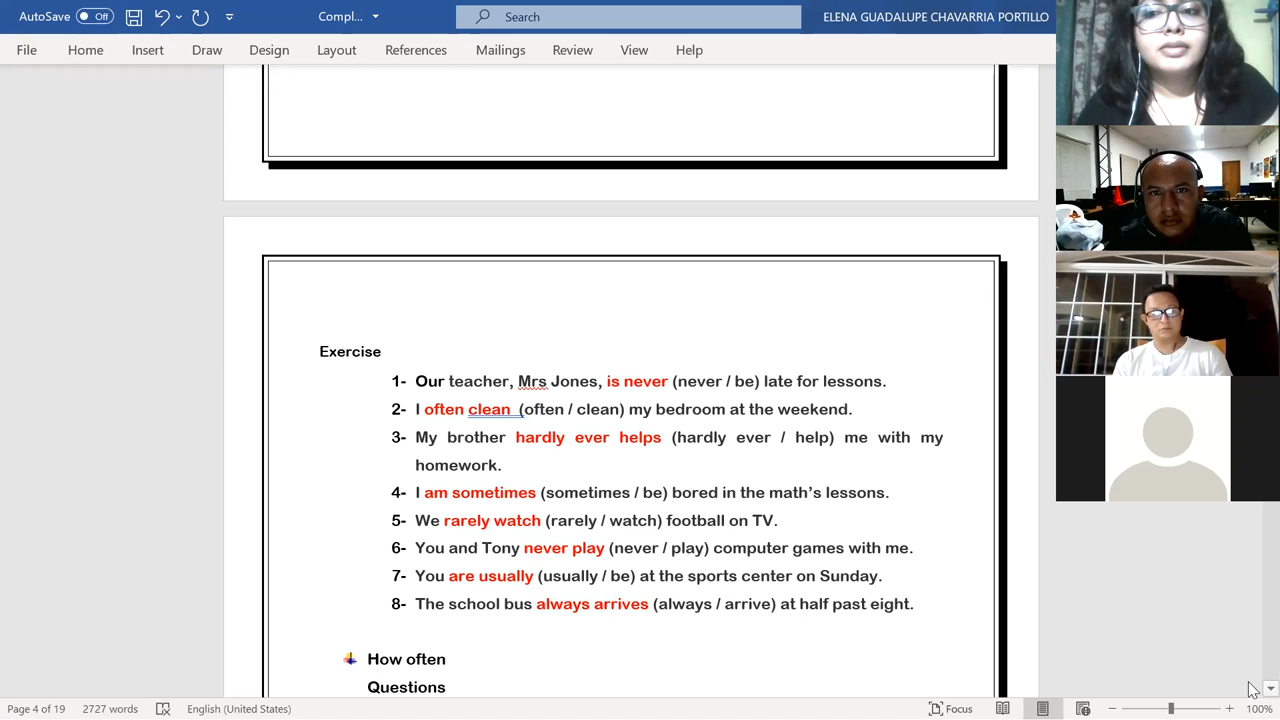 AutoSave Off Compl... Search ELENA GUADALUPE CHAVARRIA PORTILLO
File Home Insert Draw Design Layout References Mailings Review View Help
Exercise
1- Our teacher, Mrs Jones, is never (never / be) late for lessons.
2- I often clean (often / clean) my bedroom at the weekend.
3- My brother hardly ever helps (hardly ever / help) me with my
homework.
4- I am sometimes (sometimes / be) bored in the math's lessons.
5- We rarely watch (rarely / watch) football on TV.
6- You and Tony never play (never / play) computer games with me.
7- You are usually (usually / be) at the sports center on Sunday.
8- The school bus always arrives (always / arrive) at half past eight.
How often
Questions
Page 4 of 19 2727 words English (United States) Focus 100%